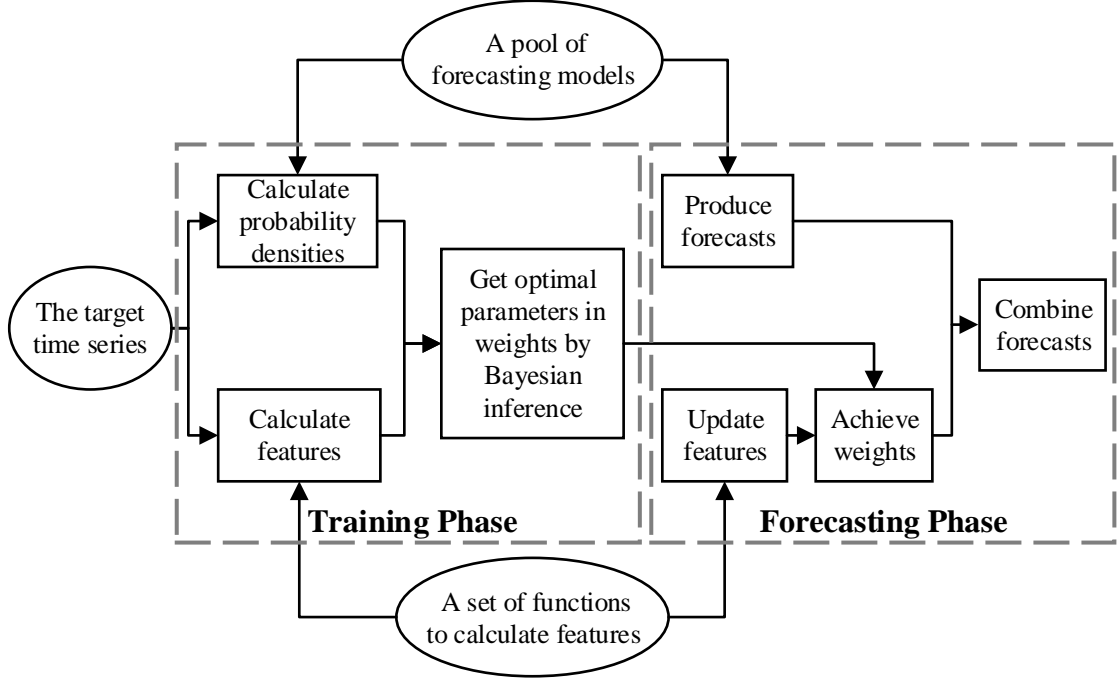 A pool of
forecasting models
Calculate
probability
densities
Produce
forecasts
The target
time series
Get optimal
parameters in
weights by
Bayesian
inference
Combine
forecasts
Calculate
features
Update
features
Achieve
weights
Training Phase
Forecasting Phase
A set of functions
to calculate features